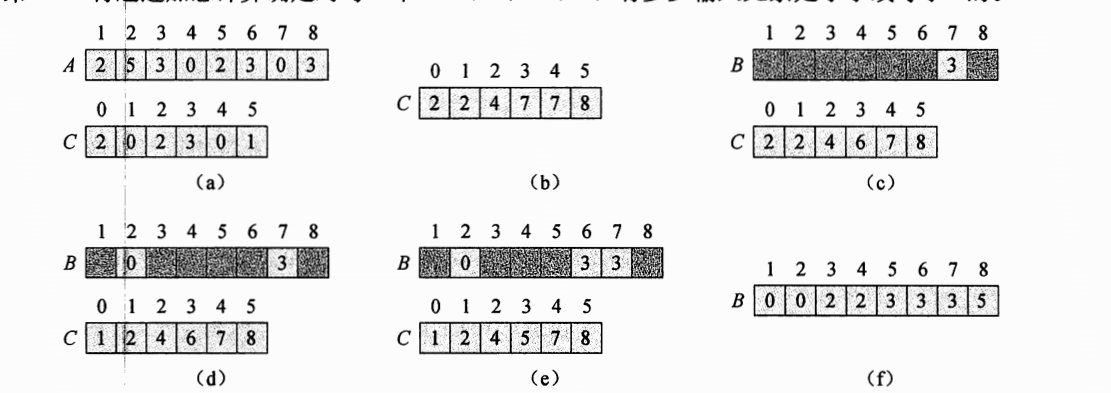 1 2 3 4 5 6 7 8
A 2 5 3 0 2 3 0 3
0 1 2 3 4 5
C 2 0 2 3 0 1
(a)
0 1 2 3 4 5
C 2 2 4 7 7 8
(b)
1 2 3 4 5 6 7 8
B 3
0 1 2 3 4 5
C 2 2 4 6 7 8
(c)
1 2 3 4 5 6 7 8
B 0 3
0 1 2 3 4 5
C 1 2 4 6 7 8
(d)
1 2 3 4 5 6 7 8
B 0 3 3
0 1 2 3 4 5
C 1 2 4 5 7 8
(e)
1 2 3 4 5 6 7 8
B 0 0 2 2 3 3 3 5
(f)